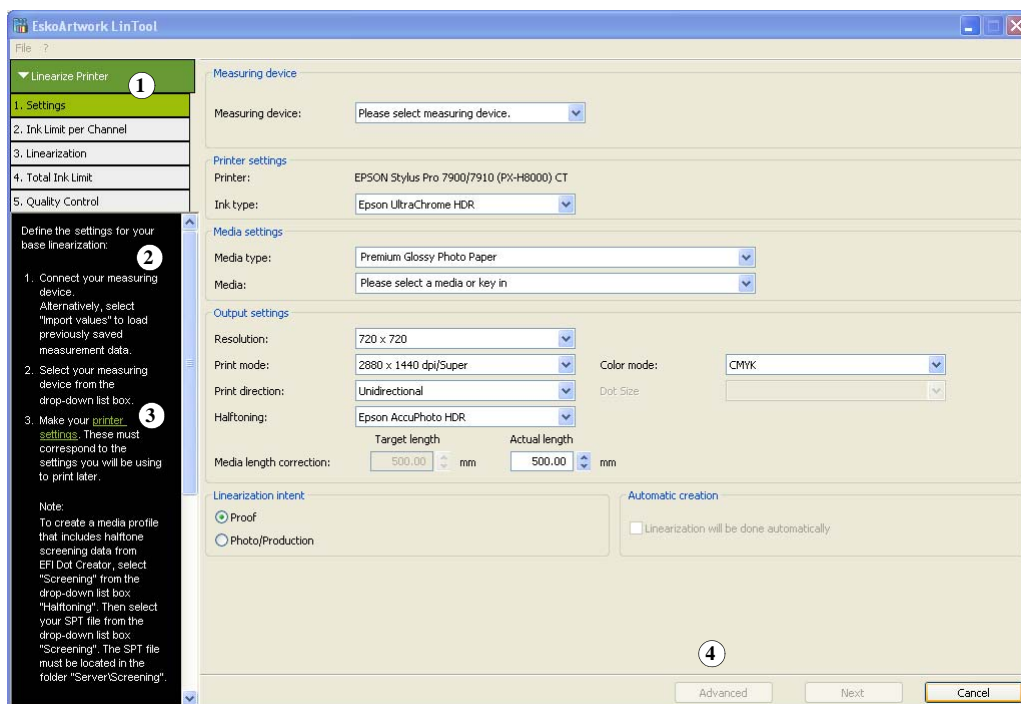 EskoArtwork LinTool
File ?
Linearize Printer
1
1. Settings
2. Ink Limit per Channel
3. Linearization
4. Total Ink Limit
5. Quality Control
Define the settings for your
base linearization:
2
1. Connect your measuring
device.
Alternatively, select
"Import values" to load
previously saved
measurement data.
2. Select your measuring
device from the
drop-down list box.
3. Make your printer
settings. These must
correspond to the
settings you will be using
to print later.
3
Note:
To create a media profile
that includes halftone
screening data from
EFI Dot Creator, select
"Screening" from the
drop-down list box
"Halftoning". Then select
your SPT file from the
drop-down list box
"Screening". The SPT file
must be located in the
folder "Server\Screening".
Measuring device
Measuring device: Please select measuring device.
Printer settings
Printer: EPSON Stylus Pro 7900/7910 (PX-H8000) CT
Ink type: Epson UltraChrome HDR
Media settings
Media type: Premium Glossy Photo Paper
Media: Please select a media or key in
Output settings
Resolution: 720 x 720
Print mode: 2880 x 1440 dpi/Super Color mode: CMYK
Print direction: Unidirectional Dot Size
Halftoning: Epson AccuPhoto HDR
Target length Actual length
Media length correction: 500.00 mm 500.00 mm
Linearization intent
Proof
Photo/Production
Automatic creation
Linearization will be done automatically
4
Advanced Next Cancel